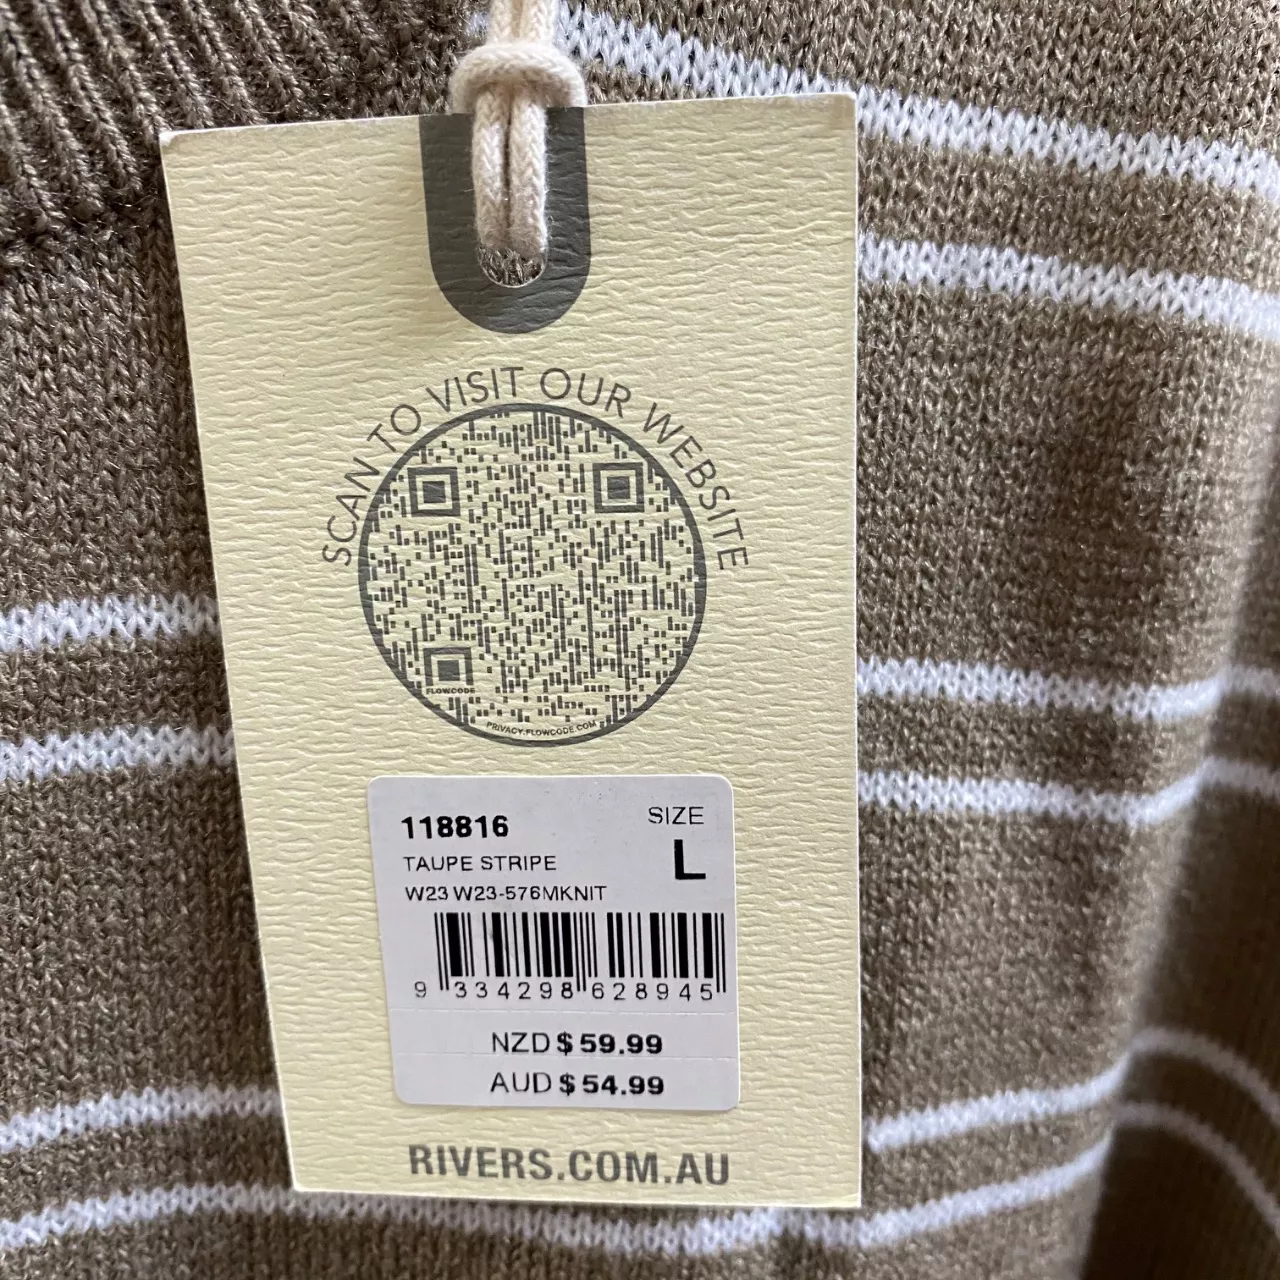 SCAN TO VISIT OUR WEBSITE
FLOWCODE
PRIVACY.FLOWCODE.COM
118816
SIZE
TAUPE STRIPE
L
W23 W23-576MKNIT
9 334298 628945
NZD $ 59.99
AUD $ 54.99
RIVERS.COM.AU